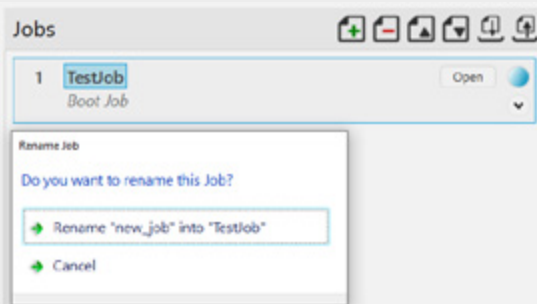 Jobs
1 TestJob Open
Boot Job
Rename Job
Do you want to rename this Job?
Rename "new_job" into "TestJob"
Cancel